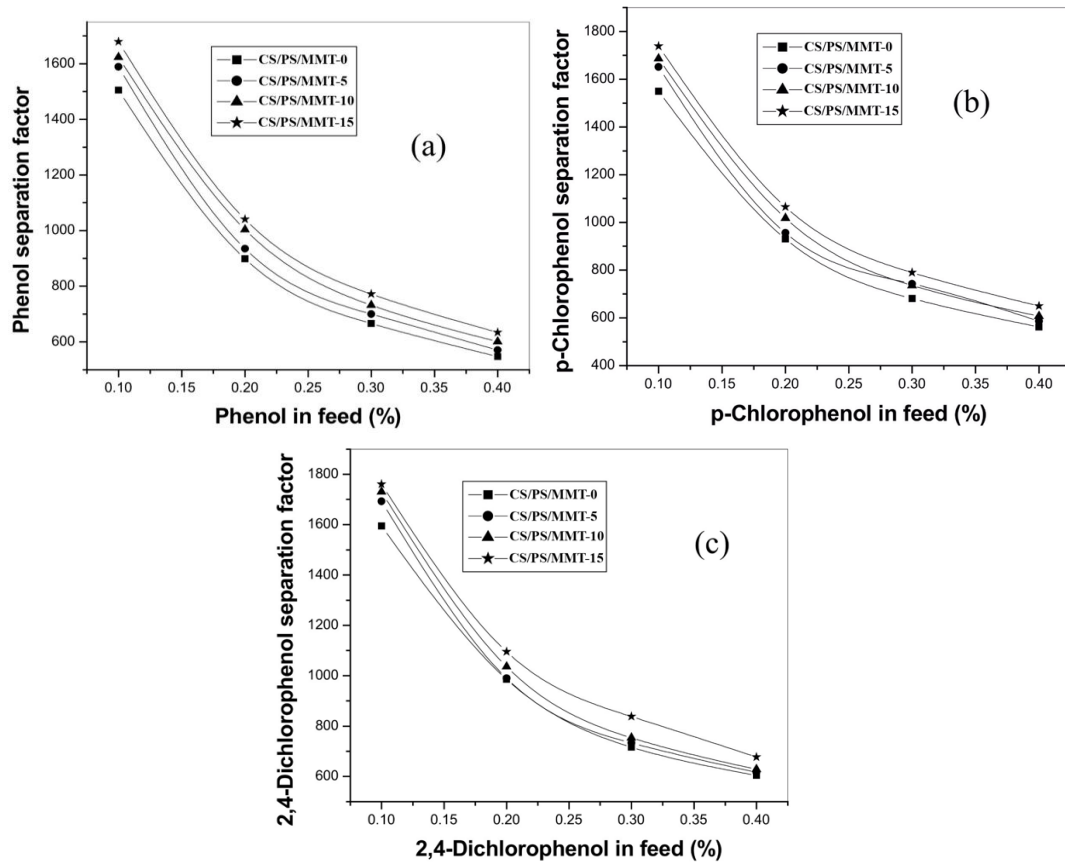 Phenol separation factor
1600
1400
1200
1000
800
600
CS/PS/MMT-0
CS/PS/MMT-5
CS/PS/MMT-10
CS/PS/MMT-15
(a)
0.10 0.15 0.20 0.25 0.30 0.35 0.40
Phenol in feed (%)
p-Chlorophenol separation factor
1800
1600
1400
1200
1000
800
600
400
CS/PS/MMT-0
CS/PS/MMT-5
CS/PS/MMT-10
CS/PS/MMT-15
(b)
0.10 0.15 0.20 0.25 0.30 0.35 0.40
p-Chlorophenol in feed (%)
2,4-Dichlorophenol separation factor
1800
1600
1400
1200
1000
800
600
CS/PS/MMT-0
CS/PS/MMT-5
CS/PS/MMT-10
CS/PS/MMT-15
(c)
0.10 0.15 0.20 0.25 0.30 0.35 0.40
2,4-Dichlorophenol in feed (%)